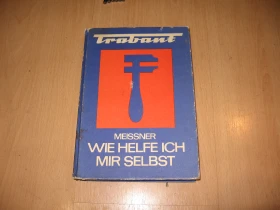 Trabant
MEISSNER
WIE HELFE ICH
MIR SELBST